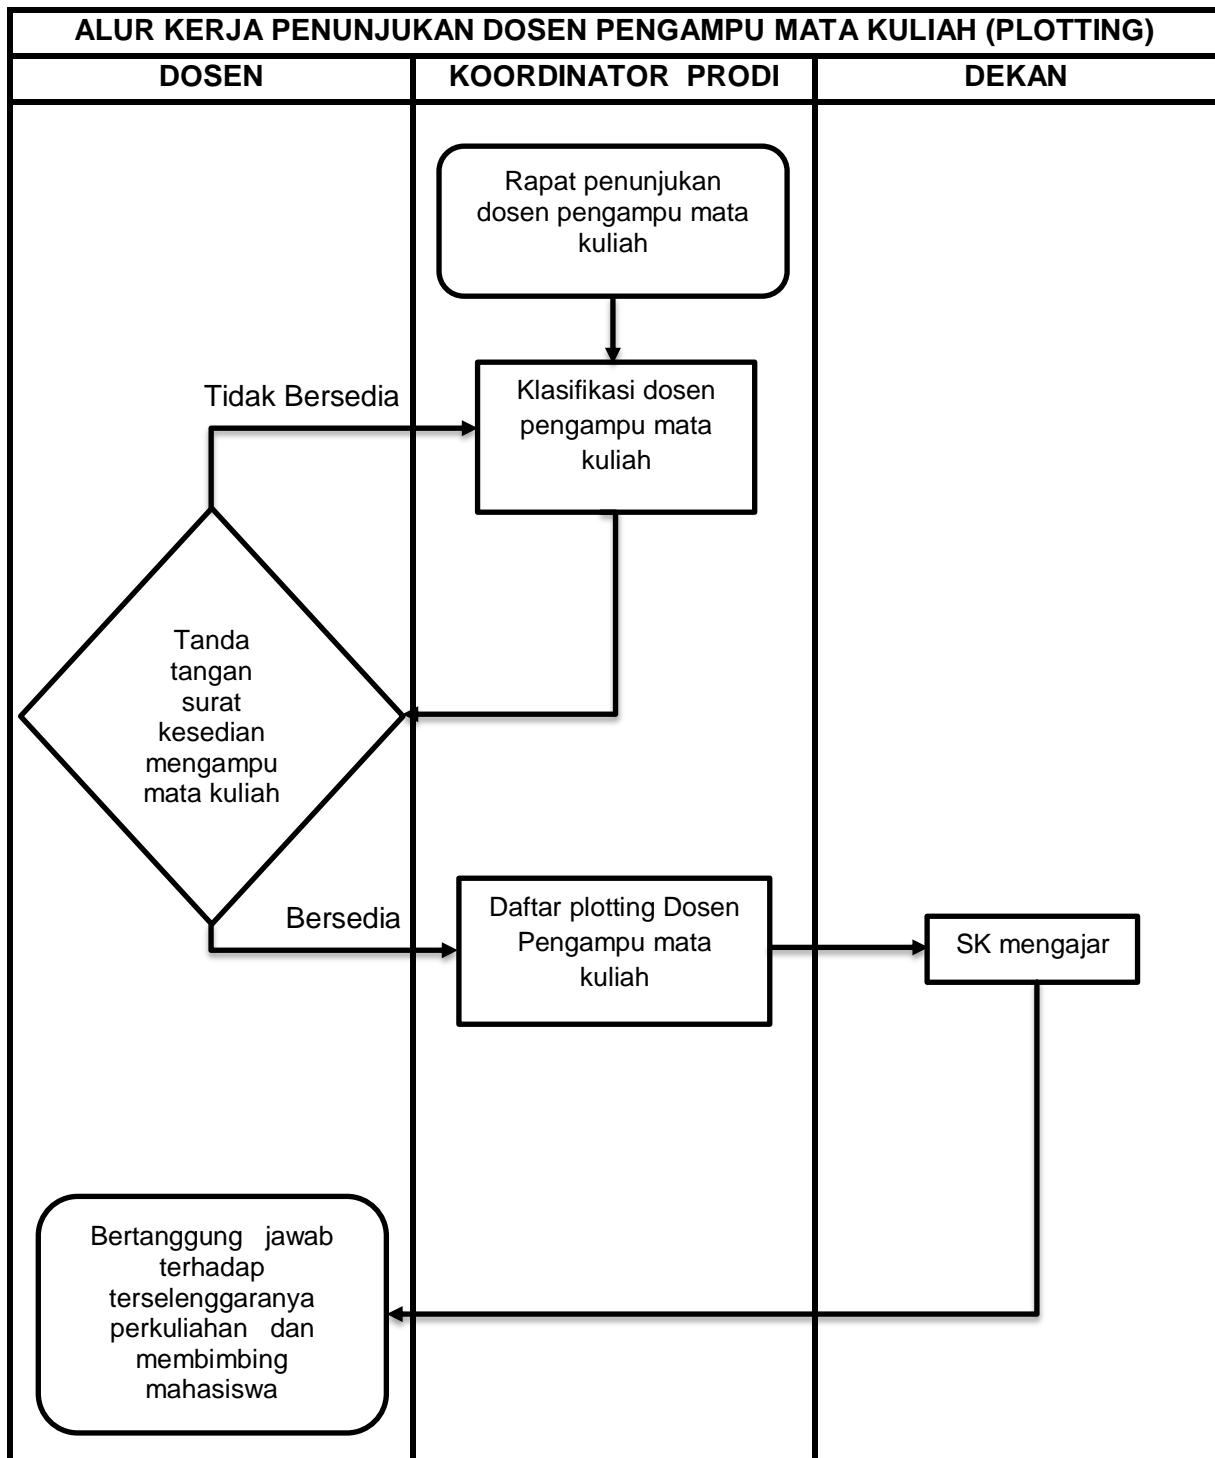 ALUR KERJA PENUNJUKAN DOSEN PENGAMPU MATA KULIAH (PLOTTING)
DOSEN
KOORDINATOR PRODI
DEKAN
Rapat penunjukan
dosen pengampu mata
kuliah
Tidak Bersedia
Klasifikasi dosen
pengampu mata
kuliah
Tanda
tangan
surat
kesedian
mengampu
mata kuliah
Bersedia
Daftar plotting Dosen
Pengampu mata
kuliah
SK mengajar
Bertanggung jawab
terhadap
terselenggaranya
perkuliahan dan
membimbing
mahasiswa